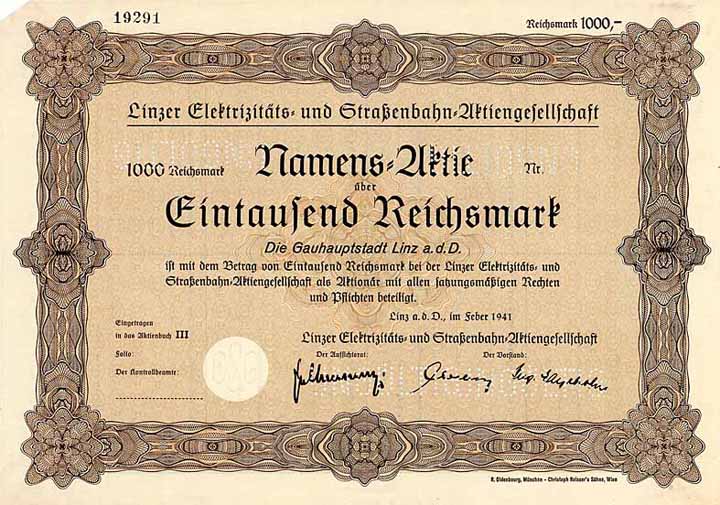 19291
Reichsmark 1000,-
Linzer Elektrizitäts- und Straßenbahn-Aktiengesellschaft
1000 Reichsmark Namens-Aktie Nr.
über
Eintausend Reichsmark
Die Gauhauptstadt Linz a.d.D.
ist mit dem Betrag von Eintausend Reichsmark bei der Linzer Elektrizitäts- und
Straßenbahn-Aktiengesellschaft als Aktionär mit allen satzungsmäßigen Rechten
und Pflichten beteiligt.
Linz a.d.D., im Feber 1941
Eingetragen
in das Aktienbuch III
Linzer Elektrizitäts- und Straßenbahn-Aktiengesellschaft
Folio:
Der Aufsichtsrat:
Der Vorstand:
Der Kontrollbeamte:
R. Oldenbourg, München - Christoph Reisser's Söhne, Wien